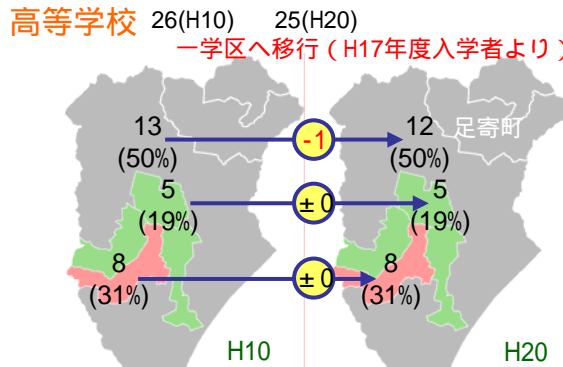 高等学校 26(H10) 25(H20)
一学区へ移行(H17年度入学者より)
13 -1 12 足寄町
(50%) (50%)
5 ±0 5
(19%) (19%)
8 ±0 8
(31%) (31%)
H10 H20